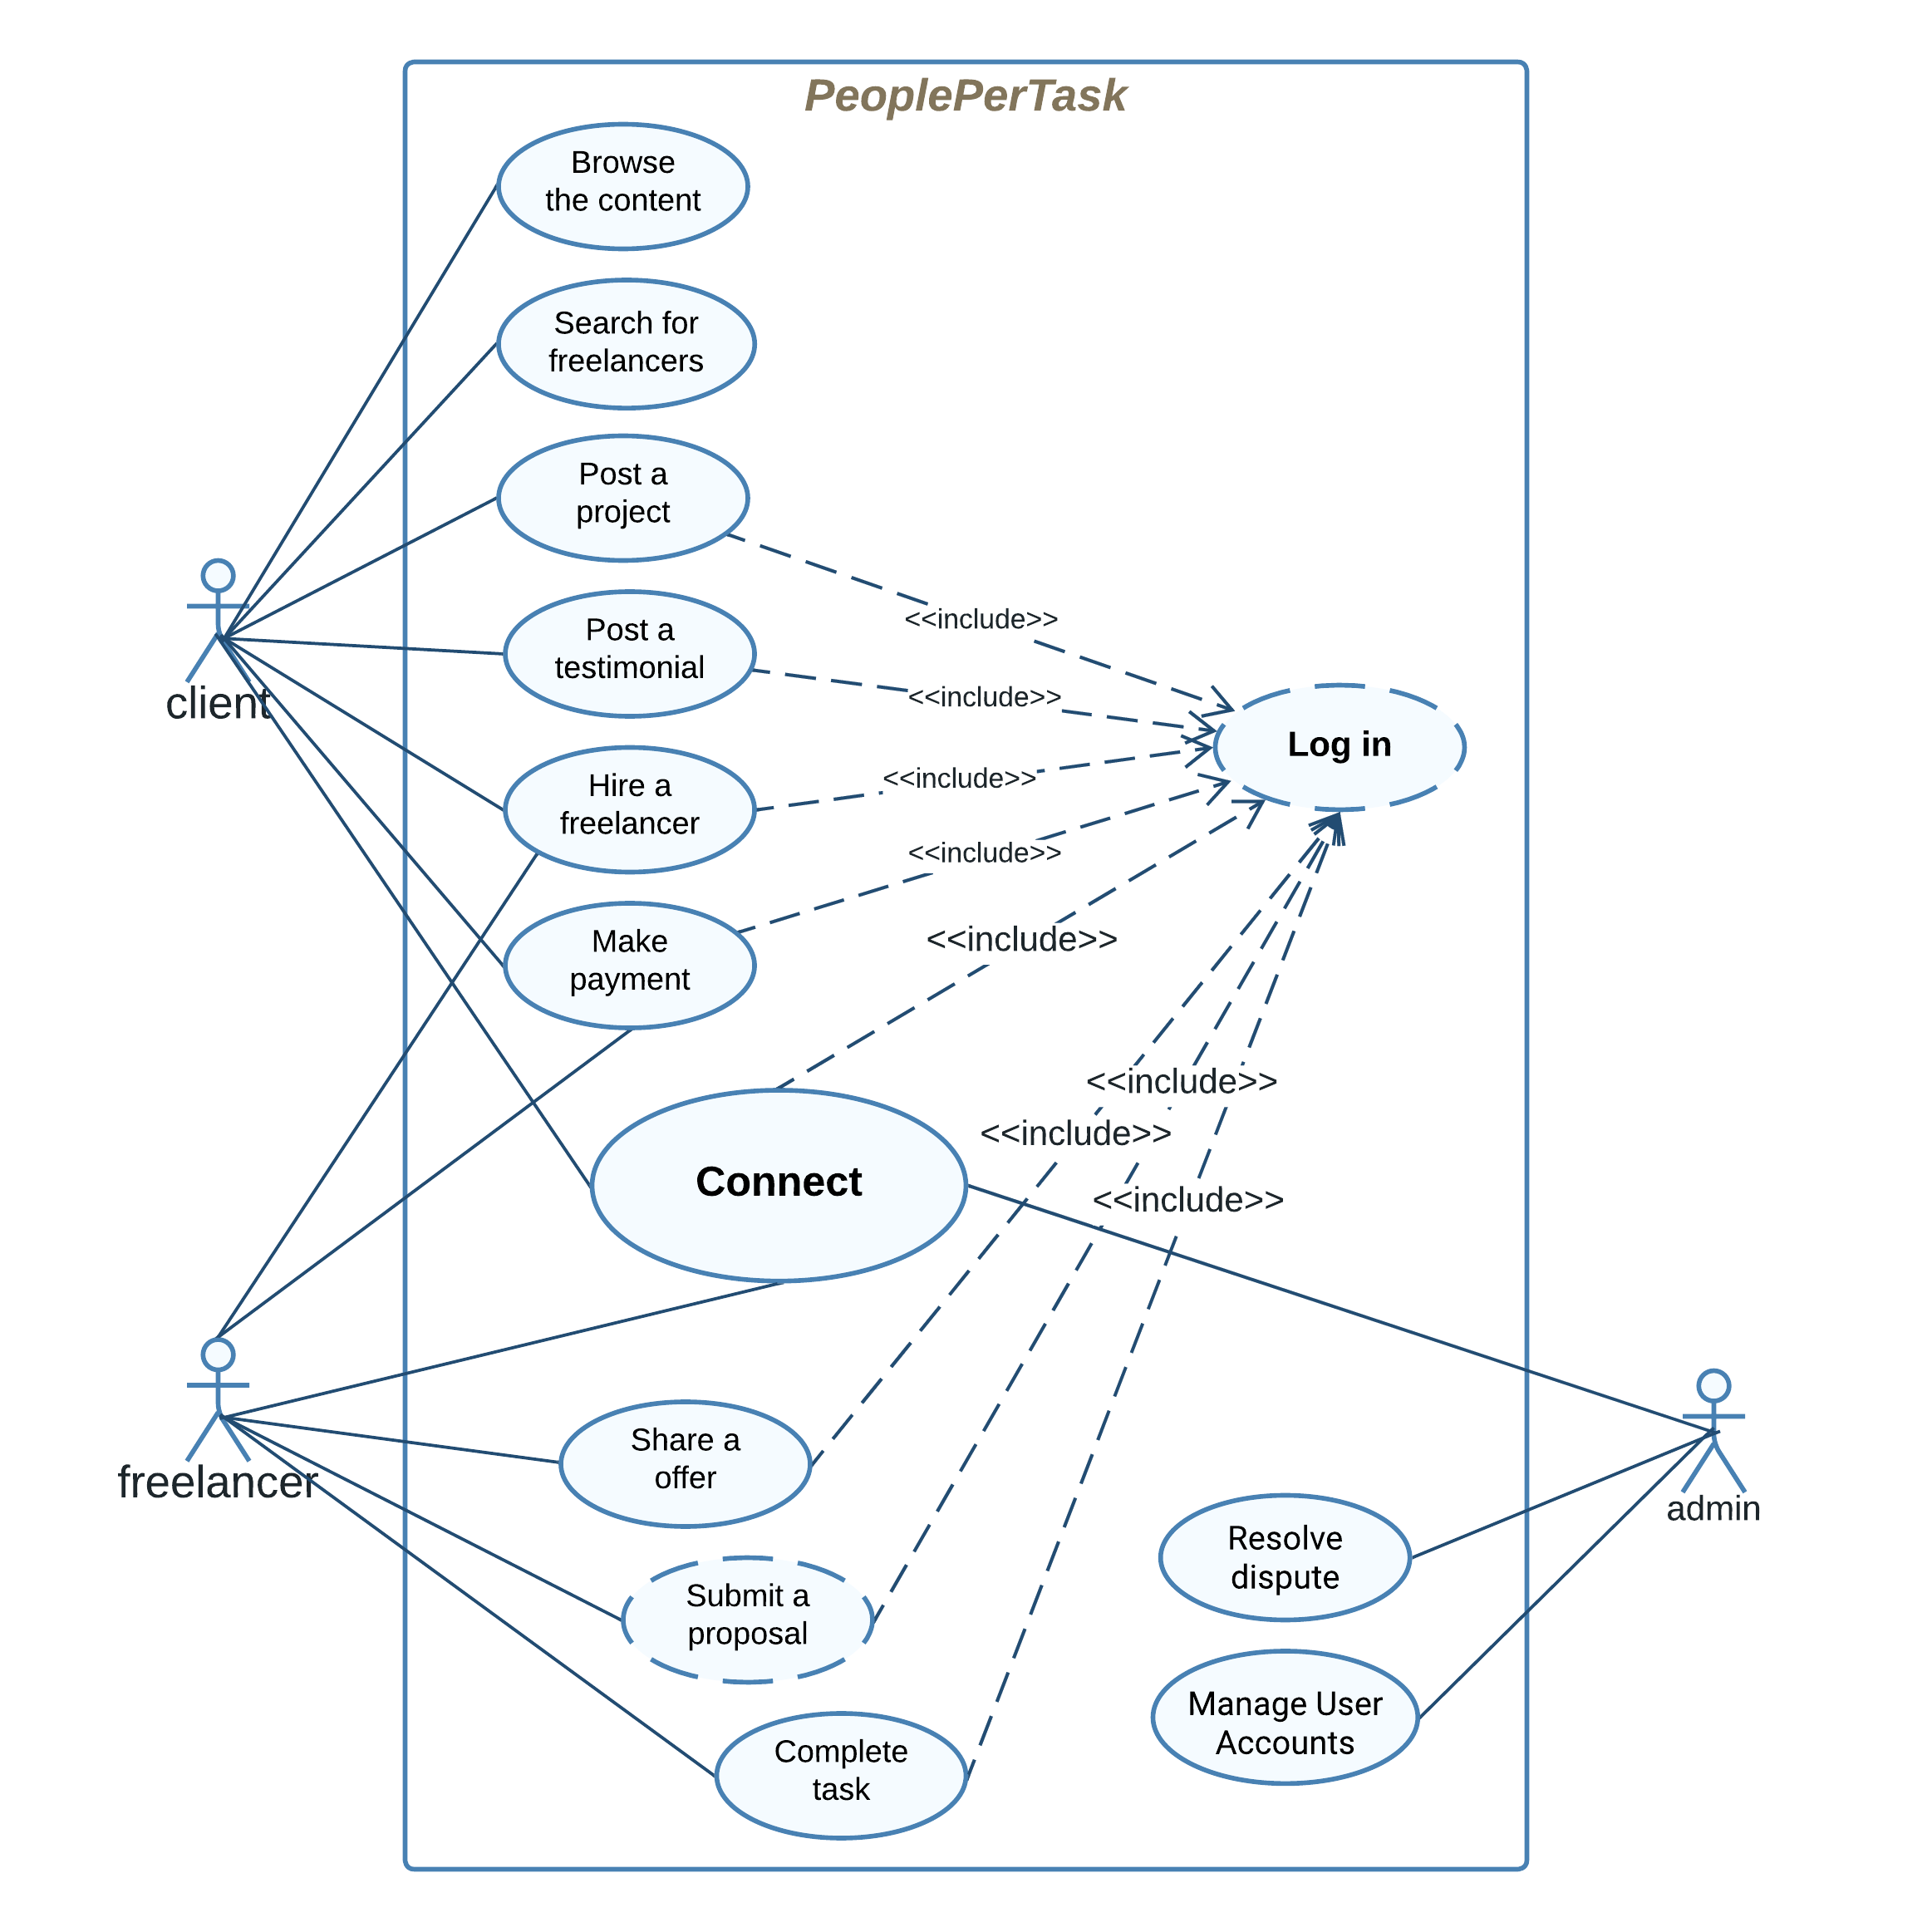 PeoplePerTask
Browse
the content
Search for
freelancers
Post a
project
Post a
testimonial
Hire a
freelancer
Make
payment
Connect
Share a
offer
Submit a
proposal
Complete
task
client
freelancer
<<include>>
<<include>>
<<include>>
<<include>>
<<include>>
<<include>>
<<include>>
<<include>>
Log in
Resolve
dispute
Manage User
Accounts
admin